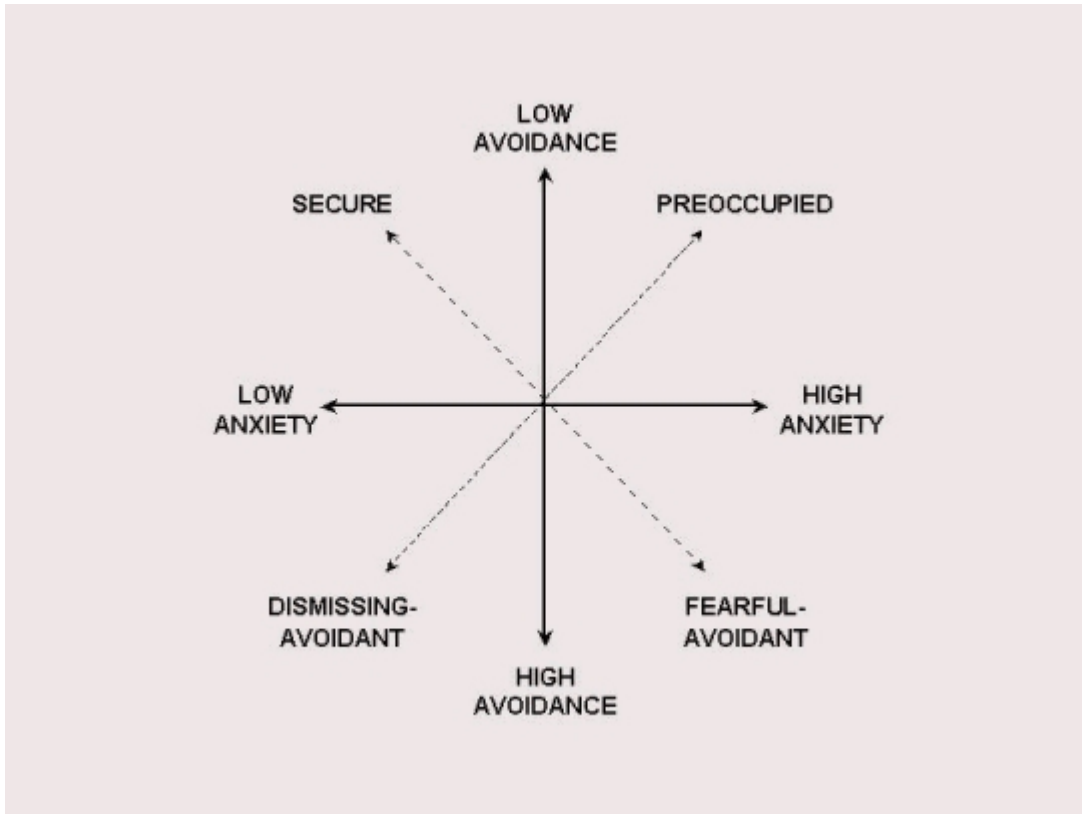 LOW
AVOIDANCE
SECURE
PREOCCUPIED
LOW
ANXIETY
HIGH
ANXIETY
DISMISSING-
AVOIDANT
FEARFUL-
AVOIDANT
HIGH
AVOIDANCE